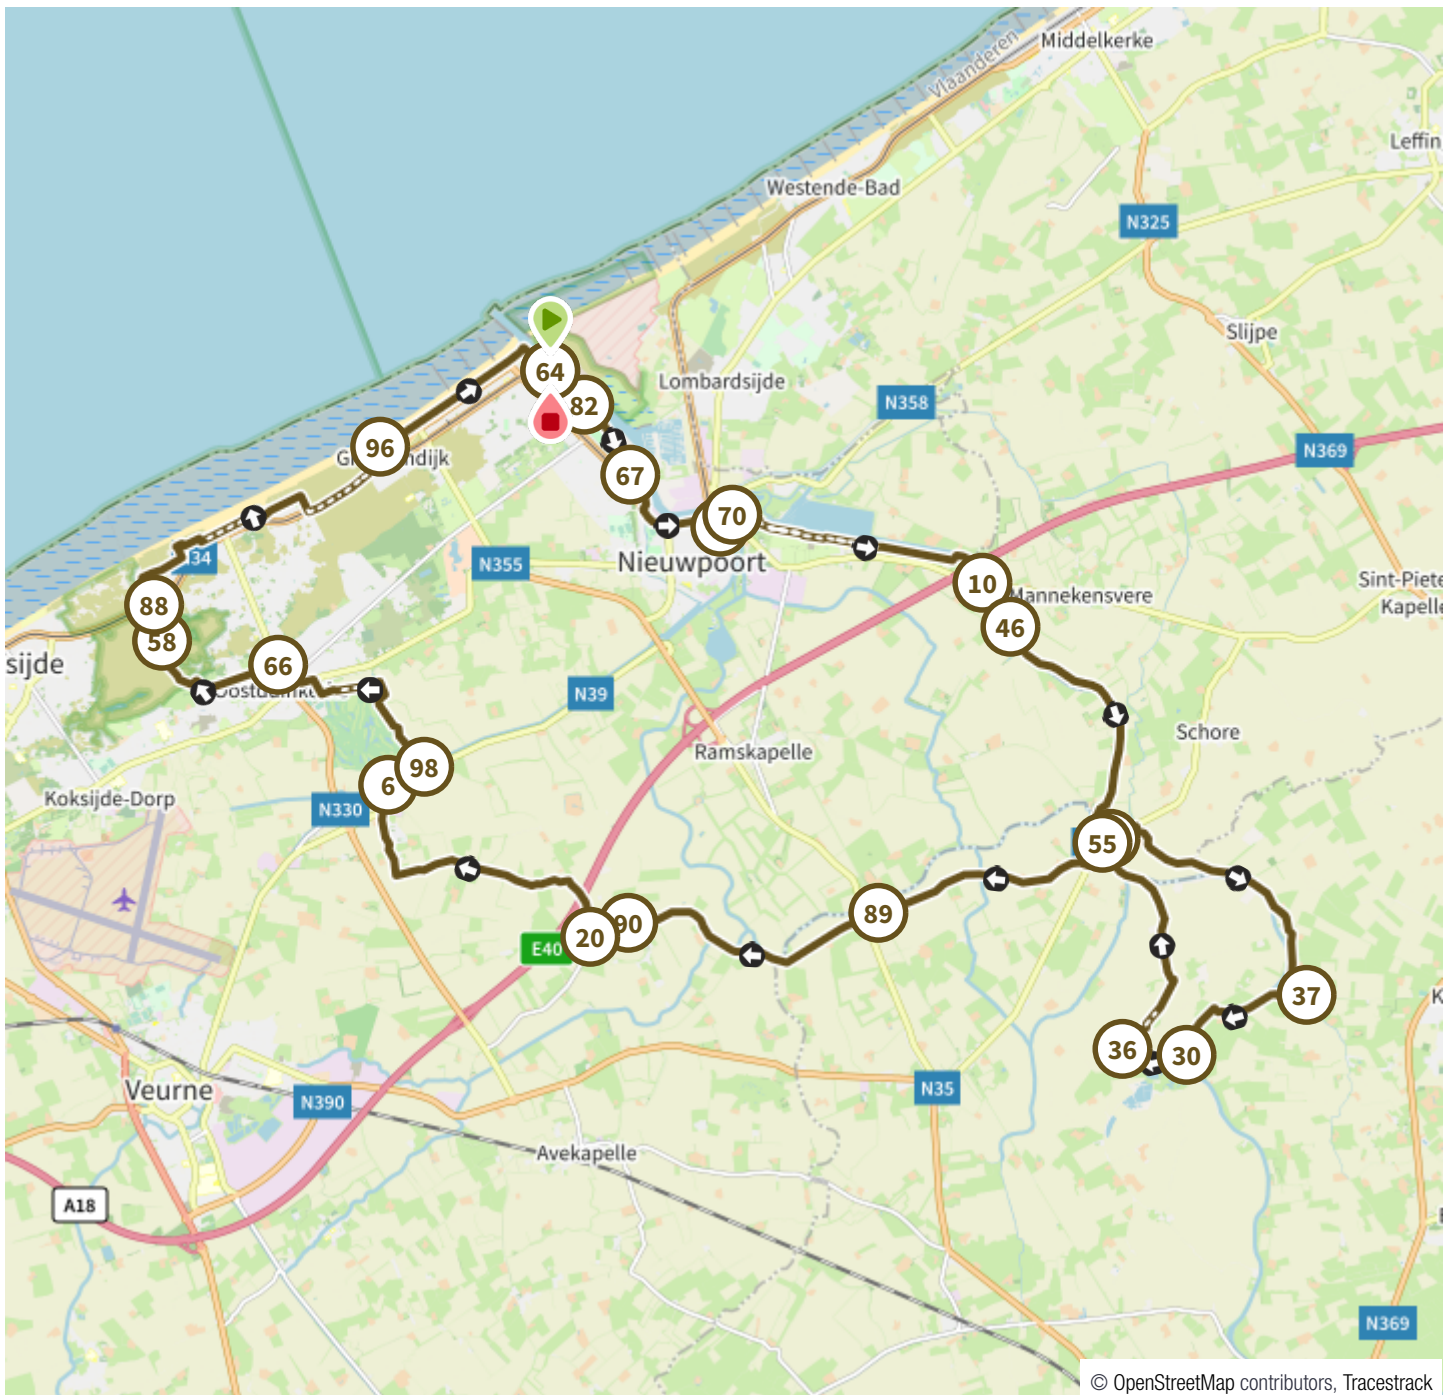 Middelkerke
Vlaanderen
Leffin
Westende-Bad
N325
Slijpe
64
Lombardsijde
82
N358
96
N369
67
70
Nieuwpoort
N355
34
10
Mannekensvere
Sint-Piete
Kapelle
88
46
58
sijde
66
N39
Schore
Ramskapelle
98
6
Koksijde-Dorp
N330
55
89
90
20
E40
37
36
30
Veurne
N390
N35
Avekapelle
A18
N369
© OpenStreetMap contributors, Tracestrack